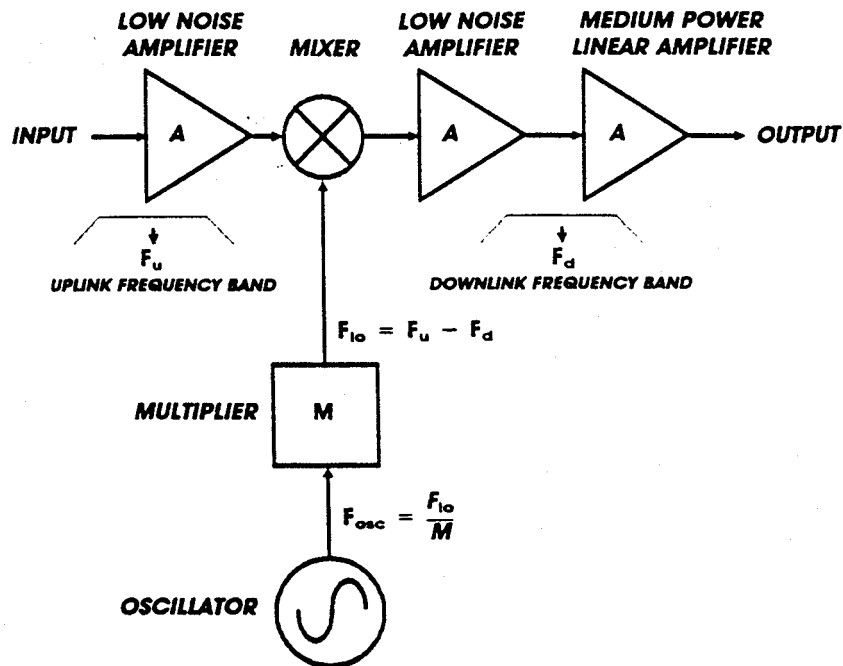 LOW NOISE
AMPLIFIER
MIXER
LOW NOISE
AMPLIFIER
MEDIUM POWER
LINEAR AMPLIFIER
INPUT
A
A
A
OUTPUT
Fu
UPLINK FREQUENCY BAND
Fd
DOWNLINK FREQUENCY BAND
Flo = Fu - Fd
MULTIPLIER
M
Fosc = Flo
M
OSCILLATOR